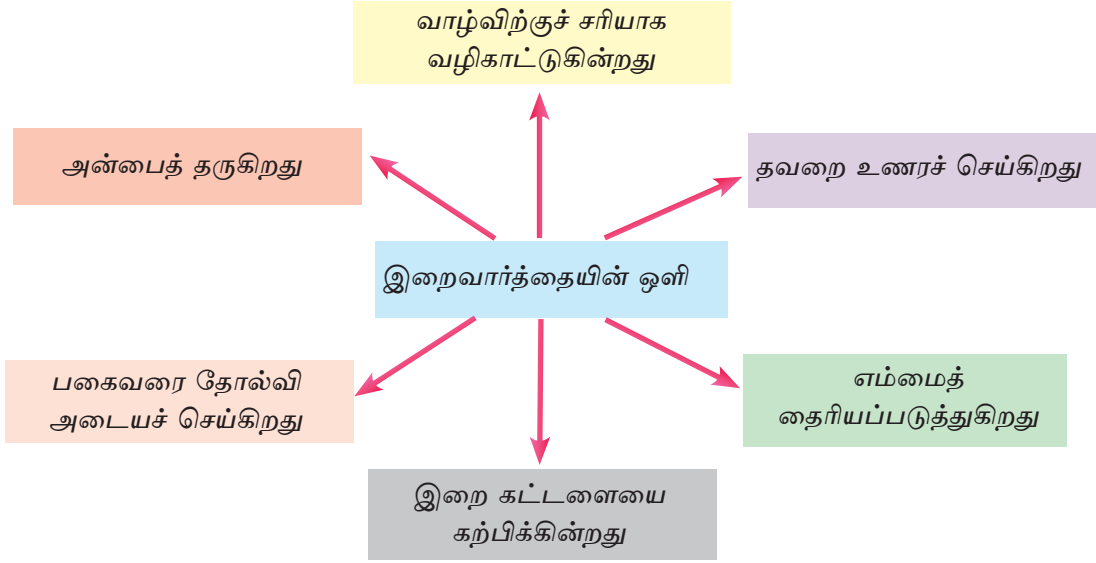 வாழ்விற்குச் சரியாக
வழிகாட்டுகின்றது
அன்பைத் தருகிறது
தவறை உணரச் செய்கிறது
இறைவார்த்தையின் ஒளி
பகைவரை தோல்வி
அடையச் செய்கிறது
எம்மைத்
தைரியப்படுத்துகிறது
இறை கட்டளையை
கற்பிக்கின்றது